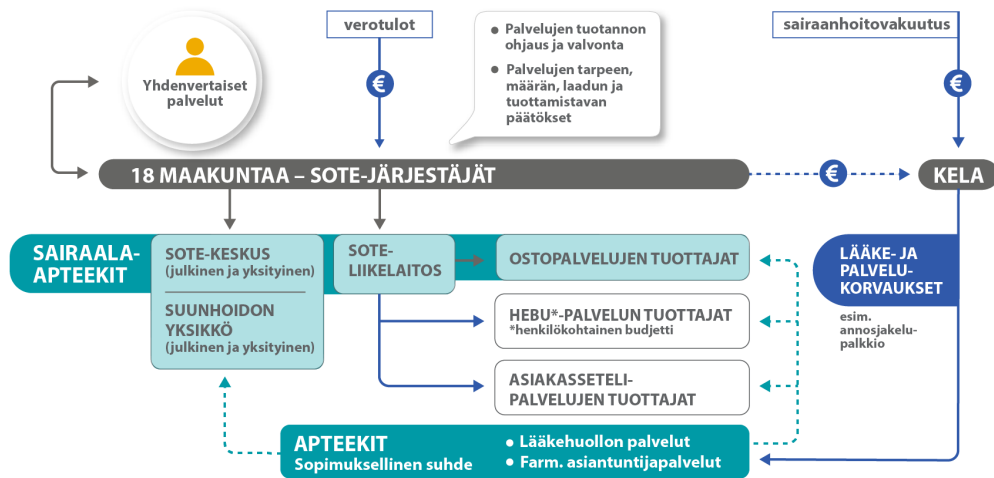 verotulot
sairaanhoitovakuutus
€
€
Yhdenvertaiset
palvelut
• Palvelujen tuotannon
ohjaus ja valvonta
• Palvelujen tarpeen,
määrän, laadun ja
tuottamistavan
päätökset
18 MAAKUNTAA – SOTE-JÄRJESTÄJÄT
€
KELA
SAIRAALA-
APTEEKIT
SOTE-KESKUS
(julkinen ja yksityinen)
SUUNHOIDON
YKSIKKÖ
(julkinen ja yksityinen)
SOTE-
LIIKELAITOS
OSTOPALVELUJEN TUOTTAJAT
HEBU*-PALVELUN TUOTTAJAT
*henkilökohtainen budjetti
ASIAKASSETELI-
PALVELUJEN TUOTTAJAT
LÄÄKE- JA
PALVELU-
KORVAUKSET
esim.
annosjakelu-
palkkio
APTEEKIT
Sopimuksellinen suhde
• Lääkehuollon palvelut
• Farm. asiantuntijapalvelut